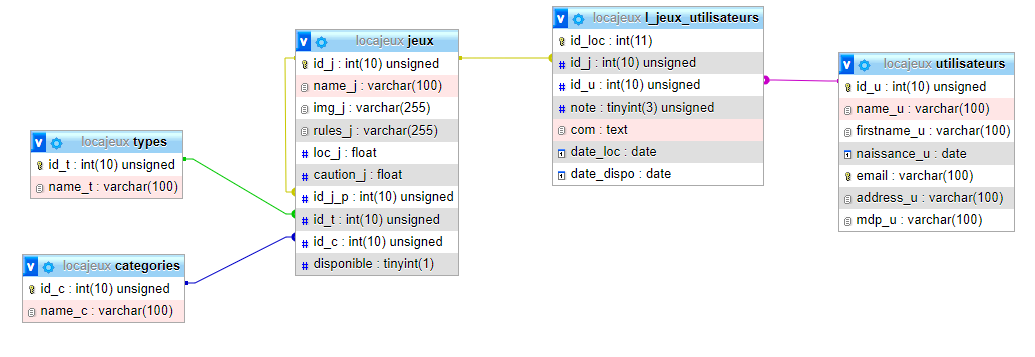 locajeux types
id_t : int(10) unsigned
name_t : varchar(100)
locajeux categories
id_c : int(10) unsigned
name_c : varchar(100)
locajeux jeux
id_j : int(10) unsigned
name_j : varchar(100)
img_j : varchar(255)
rules_j : varchar(255)
loc_j : float
caution_j : float
id_j_p : int(10) unsigned
id_t : int(10) unsigned
id_c : int(10) unsigned
disponible : tinyint(1)
locajeux l_jeux_utilisateurs
id_loc : int(11)
id_j : int(10) unsigned
id_u : int(10) unsigned
note : tinyint(3) unsigned
com : text
date_loc : date
date_dispo : date
locajeux utilisateurs
id_u : int(10) unsigned
name_u : varchar(100)
firstname_u : varchar(100)
naissance_u : date
email : varchar(100)
address_u : varchar(100)
mdp_u : varchar(100)